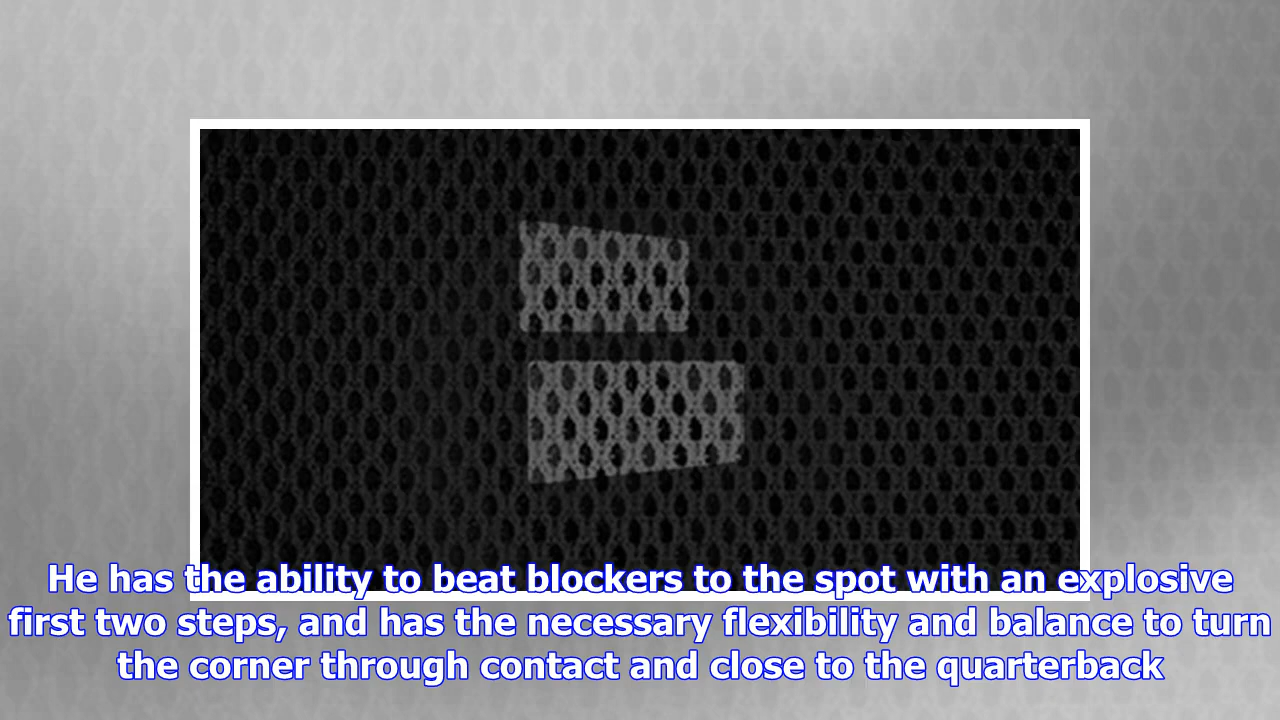 He has the ability to beat blockers to the spot with an explosive
first two steps, and has the necessary flexibility and balance to turn
the corner through contact and close to the quarterback